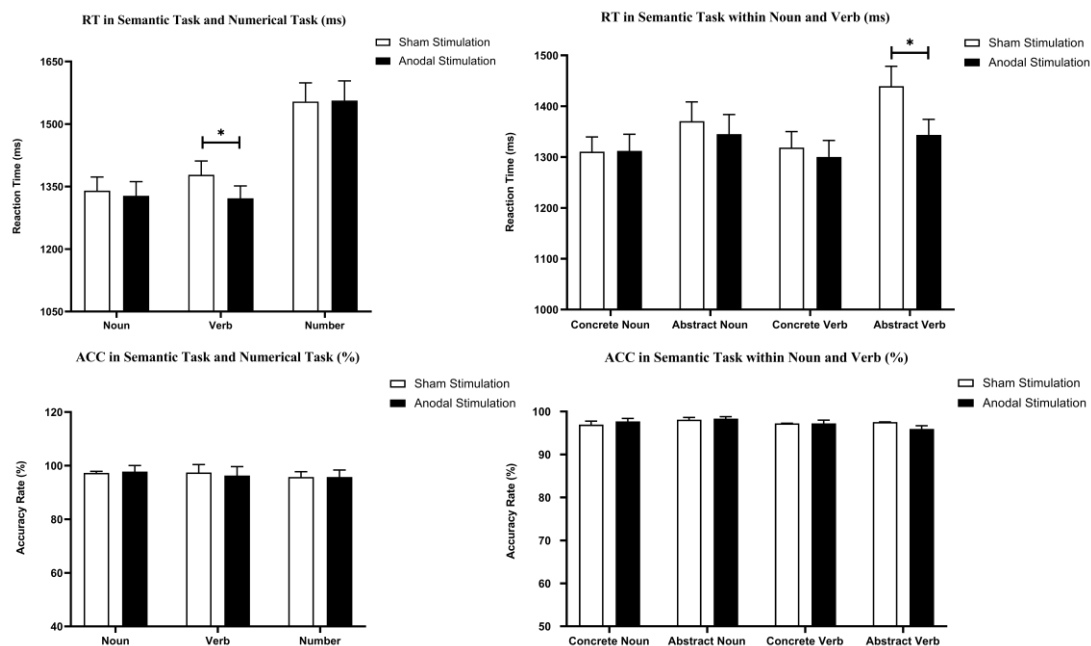 RT in Semantic Task and Numerical Task (ms)
Sham Stimulation
Anodal Stimulation
Reaction Time (ms)
1650
1500
1350
1200
1050
*
Noun Verb Number
RT in Semantic Task within Noun and Verb (ms)
Sham Stimulation
Anodal Stimulation
Reaction Time (ms)
1500
1400
1300
1200
1100
1000
*
Concrete Noun Abstract Noun Concrete Verb Abstract Verb
ACC in Semantic Task and Numerical Task (%)
Sham Stimulation
Anodal Stimulation
Accuracy Rate (%)
120
100
80
60
40
Noun Verb Number
ACC in Semantic Task within Noun and Verb (%)
Sham Stimulation
Anodal Stimulation
Accuracy Rate (%)
100
90
80
70
60
50
Concrete Noun Abstract Noun Concrete Verb Abstract Verb